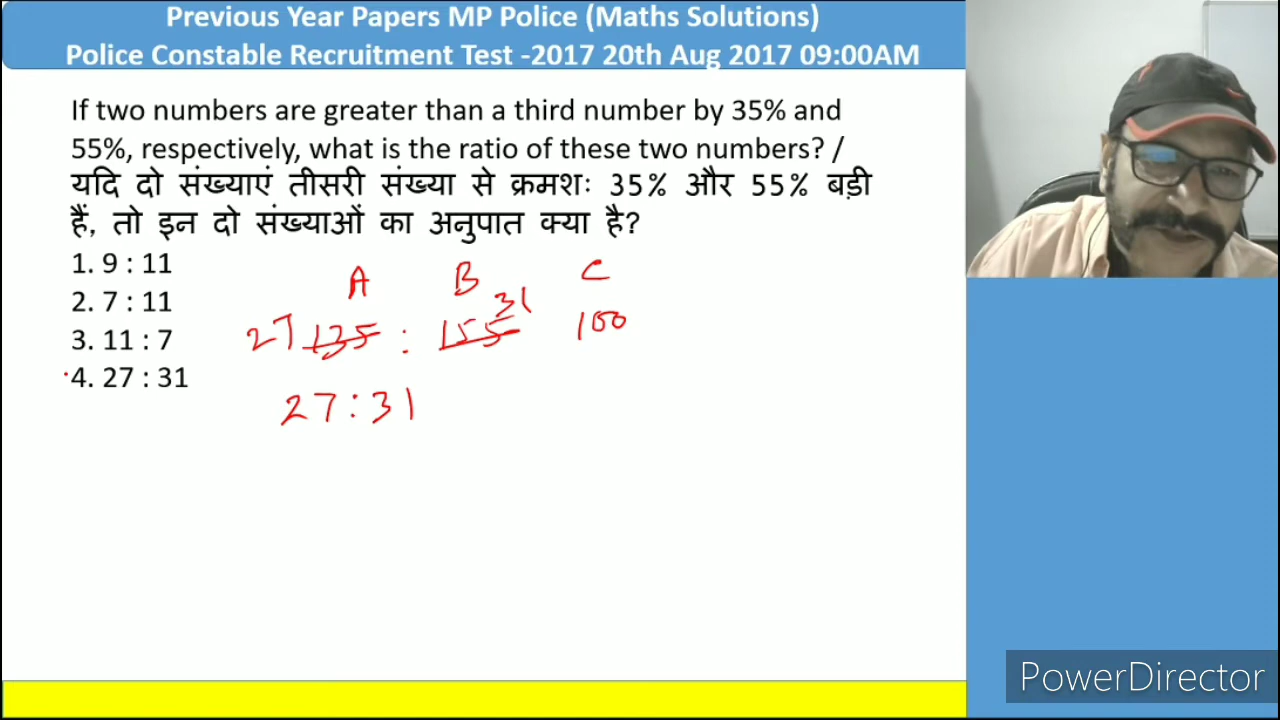 Previous Year Papers MP Police (Maths Solutions)
Police Constable Recruitment Test -2017 20th Aug 2017 09:00AM
If two numbers are greater than a third number by 35% and
55%, respectively, what is the ratio of these two numbers? /
यदि दो संख्याएं तीसरी संख्या से क्रमशः 35% और 55% बड़ी
हैं, तो इन दो संख्याओं का अनुपात क्या है?
1. 9 : 11
2. 7 : 11
3. 11 : 7
4. 27 : 31
A B C
31
27 135 : 155 100
27:31
PowerDirector